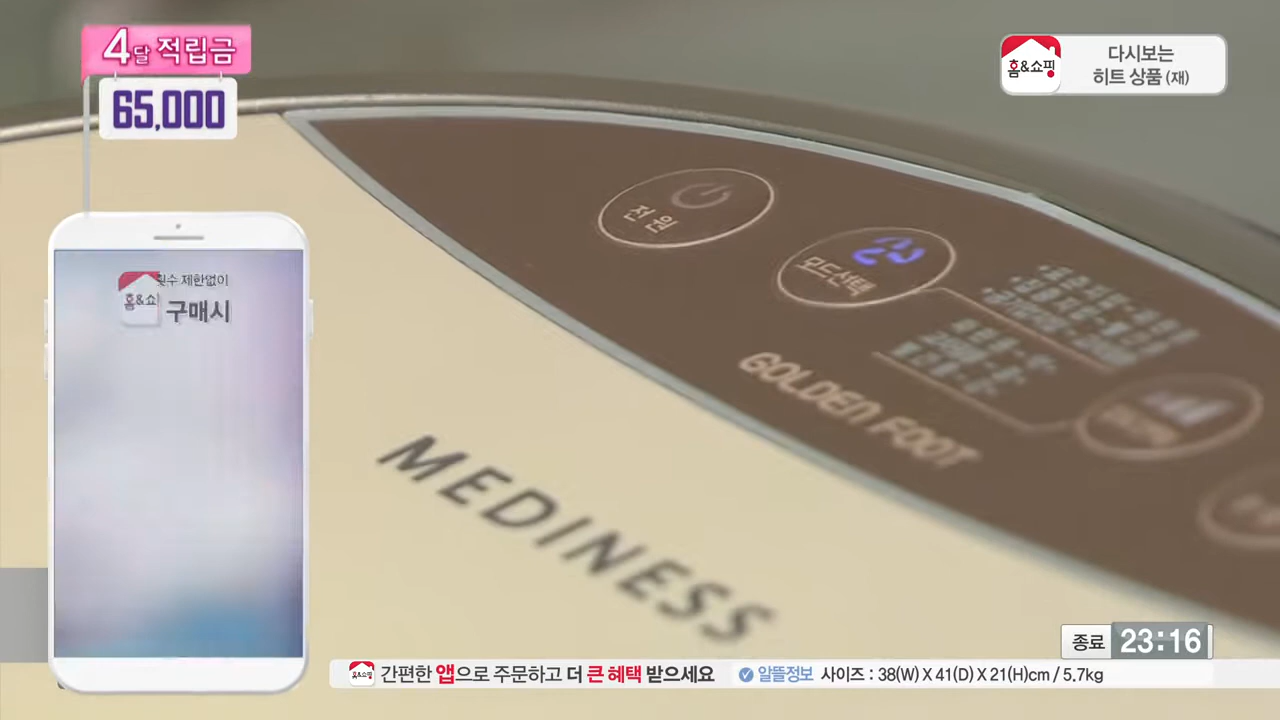 4달 적립금
65,000
홈&쇼핑
다시보는
히트 상품 (재)
횟수 제한없이
홈&쇼
구매시
전원
모드선택
GOLDEN FOOT
MEDINESS
종료 23:16
홈&쇼핑 간편한 앱으로 주문하고 더 큰 혜택 받으세요 알뜰정보 사이즈 : 38(W) X 41(D) X 21(H)cm / 5.7kg